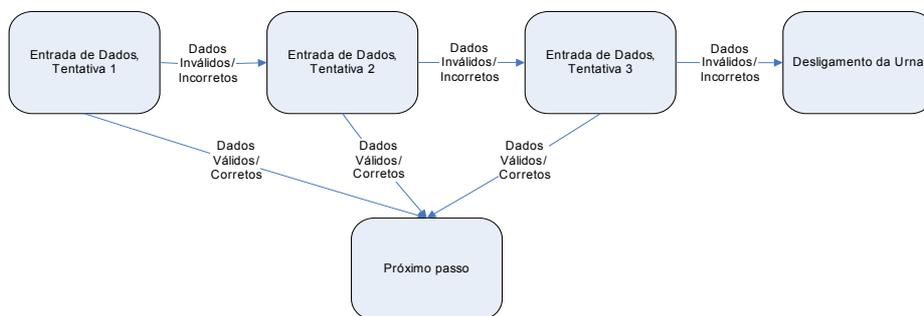 Entrada de Dados,
Tentativa 1
Dados
Inválidos/
Incorretos
Entrada de Dados,
Tentativa 2
Dados
Inválidos/
Incorretos
Entrada de Dados,
Tentativa 3
Dados
Inválidos/
Incorretos
Desligamento da Urna
Dados
Válidos/
Corretos
Dados
Válidos/
Corretos
Dados
Válidos/
Corretos
Próximo passo